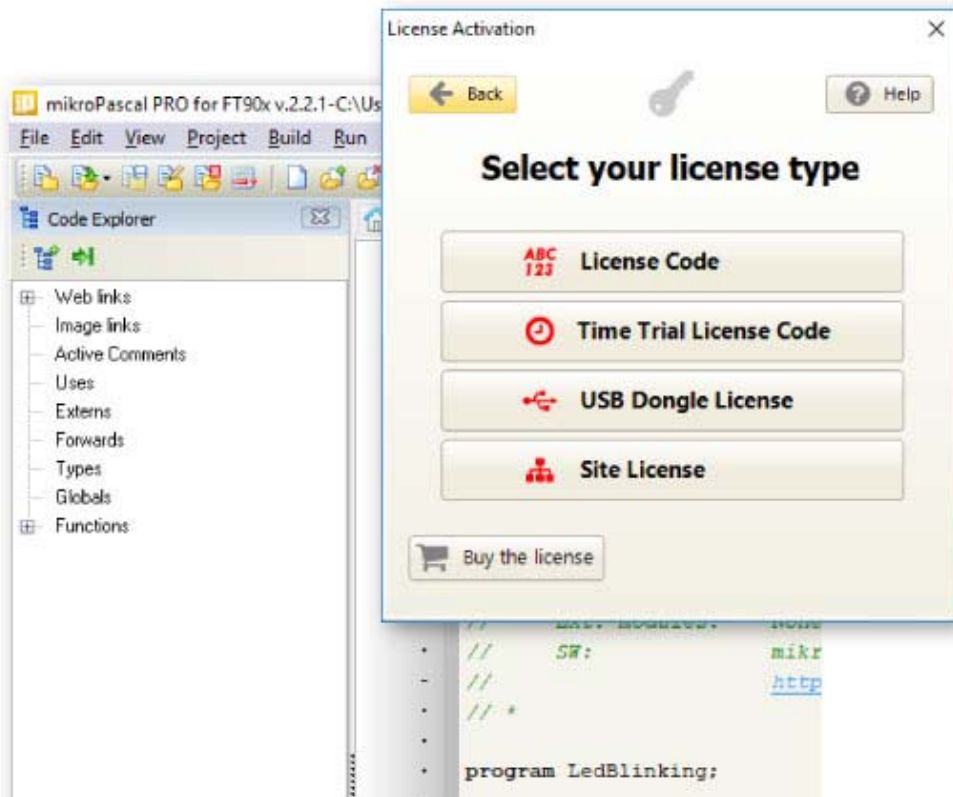 License Activation
Back
Help
Select your license type
ABC
123
License Code
Time Trial License Code
USB Dongle License
Site License
Buy the license
mikroPascal PRO for FT90x v.2.2.1-C:\Us
File Edit View Project Build Run
Code Explorer
Web links
Image links
Active Comments
Uses
Externs
Forwards
Types
Globals
Functions
//
// SW: mikr
// http
// *
program LedBlinking;